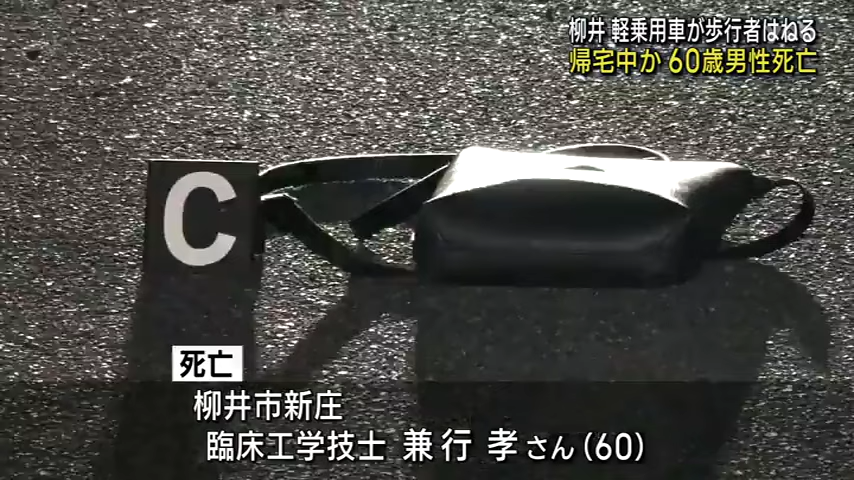 柳井 軽乗用車が歩行者はねる
帰宅中か 60歳男性死亡
C
死亡
柳井市新庄
臨床工学技士 兼行 孝さん(60)